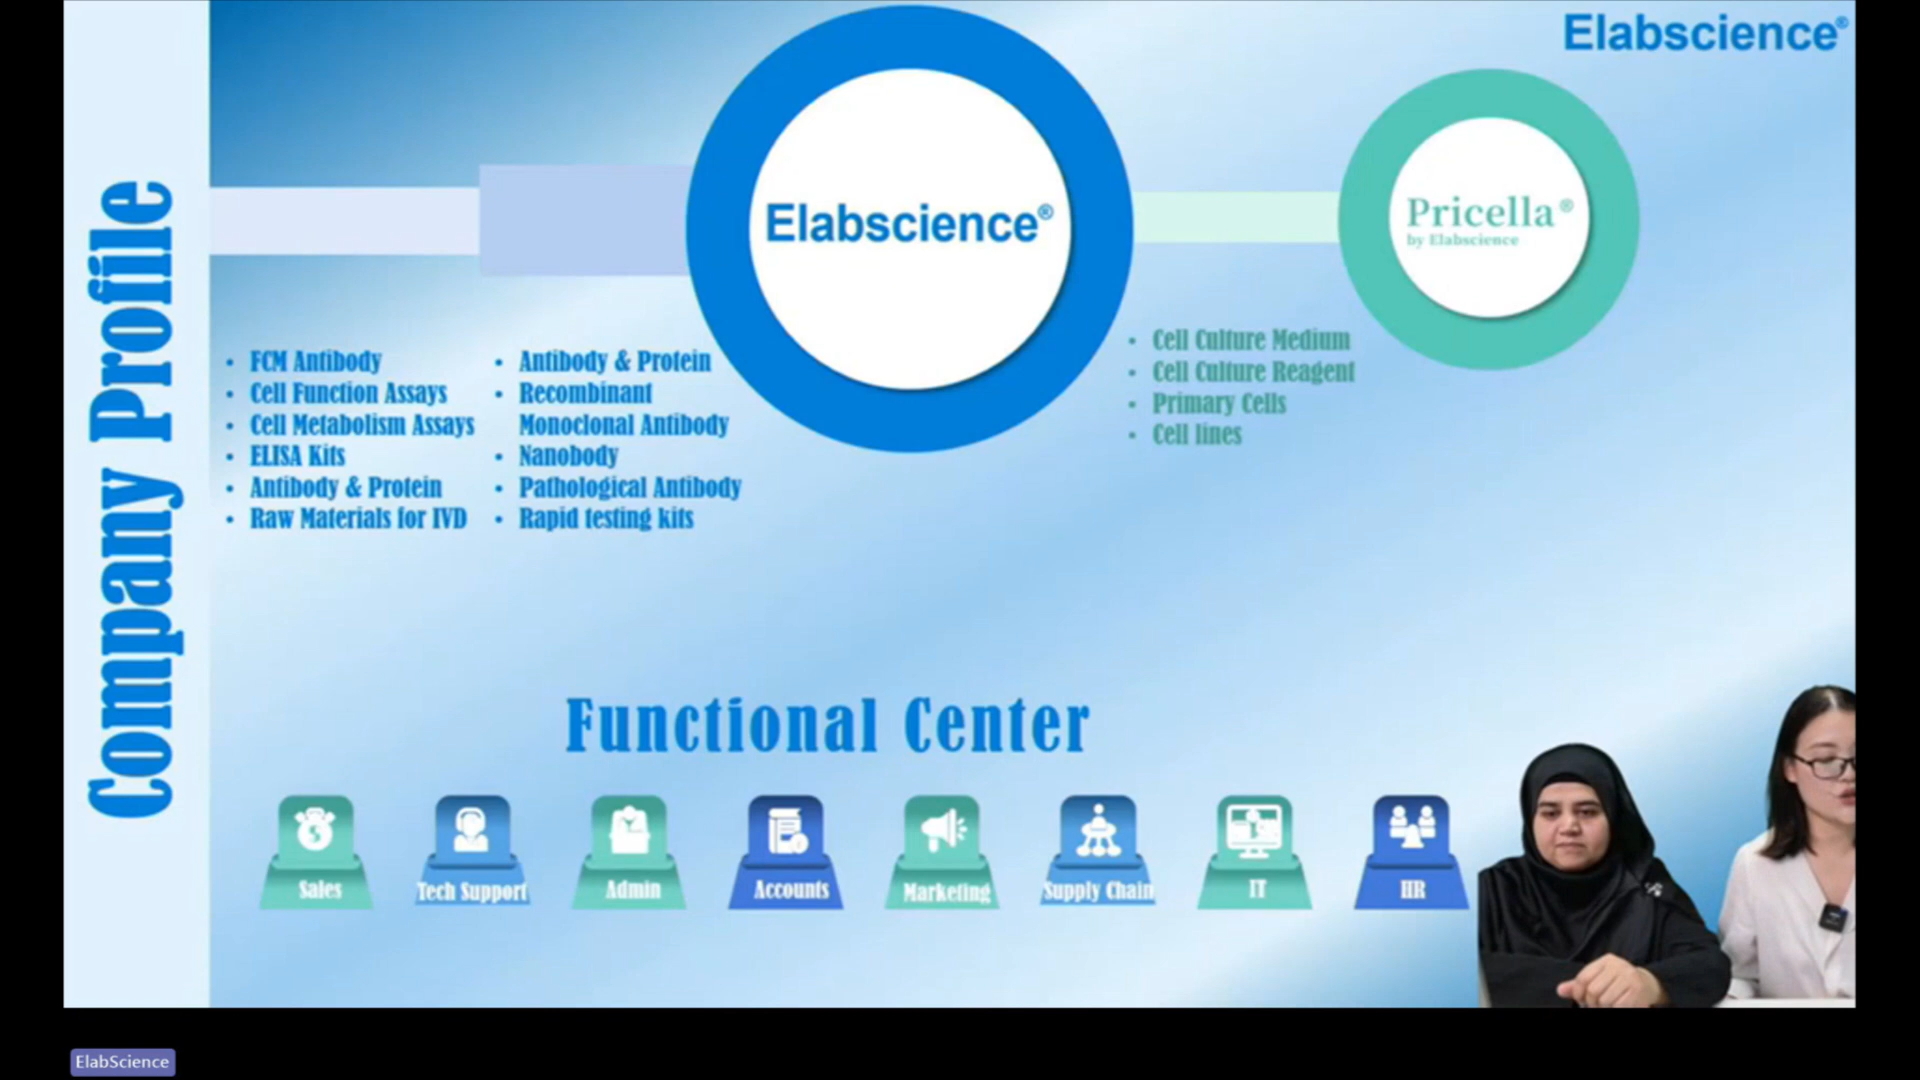 Elabscience®
Company Profile
Elabscience®
Pricella®
by Elabscience
FCM Antibody
Cell Function Assays
Cell Metabolism Assays
ELISA Kits
Antibody & Protein
Raw Materials for IVD
Antibody & Protein
Recombinant
Monoclonal Antibody
Nanobody
Pathological Antibody
Rapid testing kits
Cell Culture Medium
Cell Culture Reagent
Primary Cells
Cell lines
Functional Center
Sales
Tech Support
Admin
Accounts
Marketing
Supply Chain
IT
HR
ElabScience